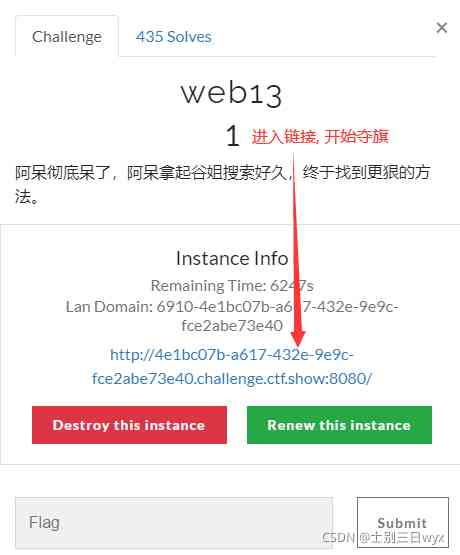 Challenge
435 Solves
×
web13
1
进入链接, 开始夺旗
阿呆彻底呆了，阿呆拿起谷姐搜索好久，终于找到更狠的方
法。
Instance Info
Remaining Time: 6247s
Lan Domain: 6910-4e1bc07b-a617-432e-9e9c-
fce2abe73e40
http://4e1bc07b-a617-432e-9e9c-
fce2abe73e40.challenge.ctf.show:8080/
Destroy this instance
Renew this instance
Flag
Submit
CSDN @士别三日wyx